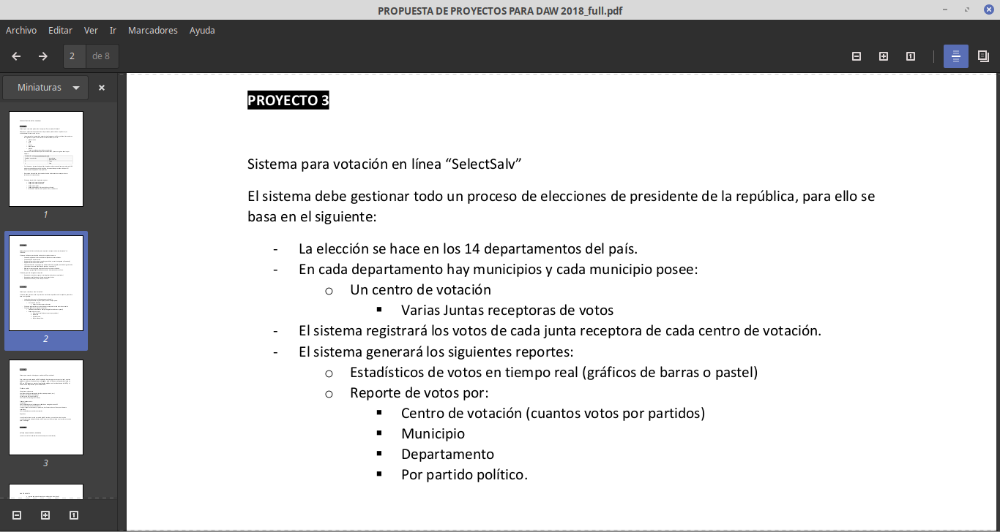 PROPUESTA DE PROYECTOS PARA DAW 2018_full.pdf
Archivo Editar Ver Ir Marcadores Ayuda
2 de 8
Miniaturas
1
2
3
PROYECTO 3
Sistema para votación en línea “SelectSalv”
El sistema debe gestionar todo un proceso de elecciones de presidente de la república, para ello se
basa en el siguiente:
- La elección se hace en los 14 departamentos del país.
- En cada departamento hay municipios y cada municipio posee:
o Un centro de votación
▪ Varias Juntas receptoras de votos
- El sistema registrará los votos de cada junta receptora de cada centro de votación.
- El sistema generará los siguientes reportes:
o Estadísticos de votos en tiempo real (gráficos de barras o pastel)
o Reporte de votos por:
▪ Centro de votación (cuantos votos por partidos)
▪ Municipio
▪ Departamento
▪ Por partido político.